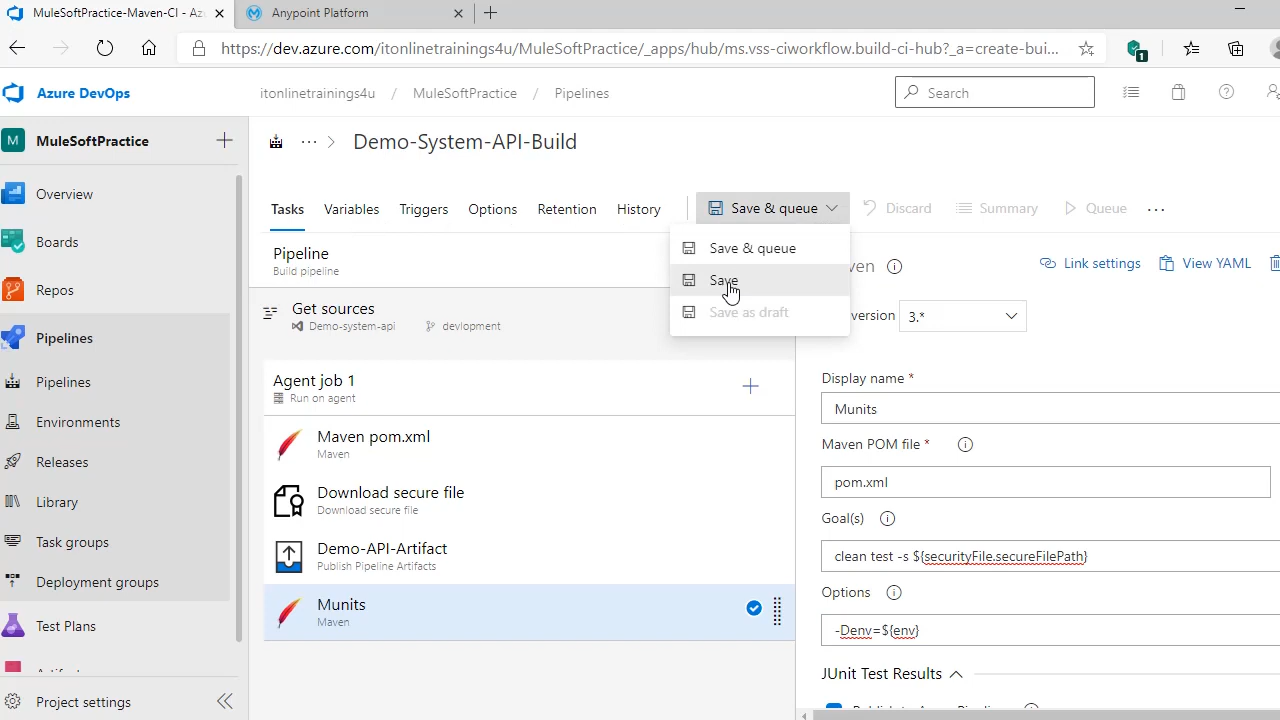 MuleSoftPractice-Maven-CI - Az
Anypoint Platform
https://dev.azure.com/itonlinetrainings4u/MuleSoftPractice/_apps/hub/ms.vss-ciworkflow.build-ci-hub?_a=create-bui...
1
Azure DevOps
itonlinetrainings4u / MuleSoftPractice / Pipelines
Search
M MuleSoftPractice
Overview
Boards
Repos
Pipelines
Pipelines
Environments
Releases
Library
Task groups
Deployment groups
Test Plans
Project settings
... > Demo-System-API-Build
Tasks Variables Triggers Options Retention History
Save & queue Discard Summary Queue ...
Save & queue
Save
Save as draft
Pipeline
Build pipeline
Get sources
Demo-system-api devlopment
Agent job 1
Run on agent
Maven pom.xml
Maven
Download secure file
Download secure file
Demo-API-Artifact
Publish Pipeline Artifacts
Munits
Maven
ven
Link settings View YAML
version 3.*
Display name *
Munits
Maven POM file *
pom.xml
Goal(s)
clean test -s ${securityFile.secureFilePath}
Options
-Denv=${env}
JUnit Test Results